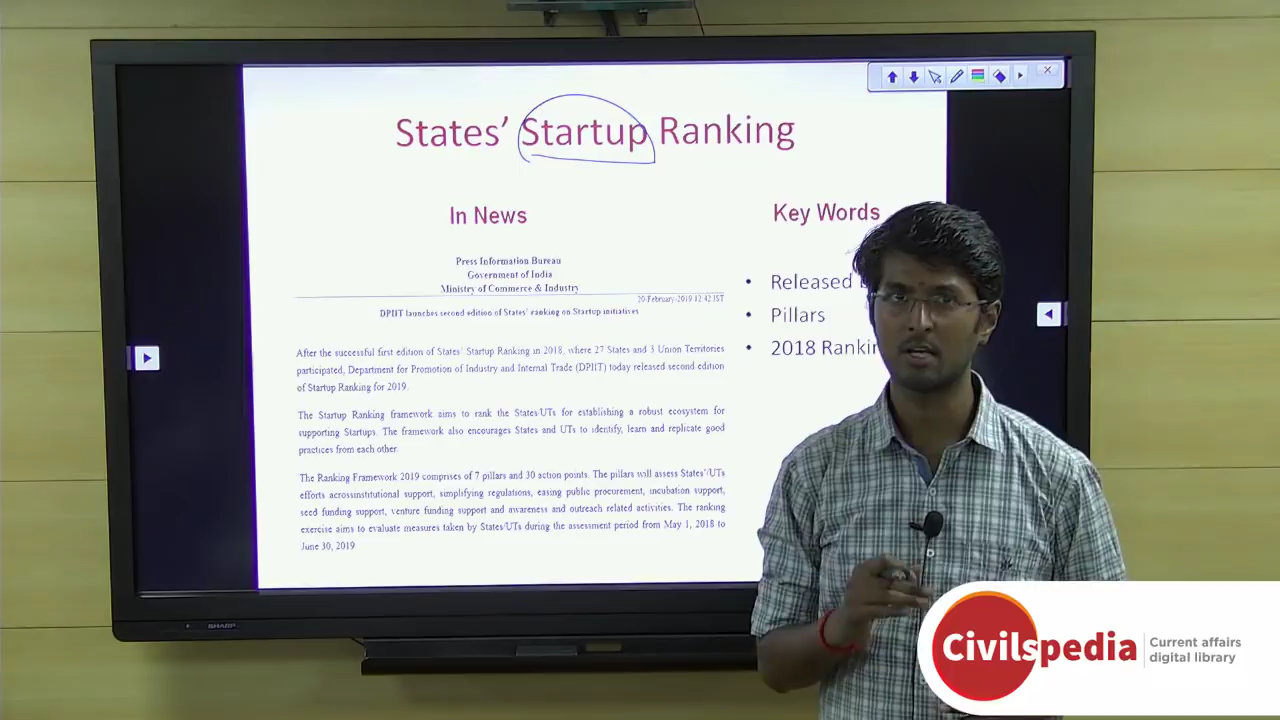 States' Startup Ranking
In News
Key Words
Press Information Bureau
Government of India
Ministry of Commerce & Industry
20-February-2019 12:42 IST
DPIIT launches second edition of States' ranking on Startup initiatives
After the successful first edition of States' Startup Ranking in 2018, where 27 States and 3 Union Territories
participated, Department for Promotion of Industry and Internal Trade (DPIIT) today released second edition
of Startup Ranking for 2019.
The Startup Ranking framework aims to rank the States/UTs for establishing a robust ecosystem for
supporting Startups. The framework also encourages States and UTs to identify, learn and replicate good
practices from each other
The Ranking Framework 2019 comprises of 7 pillars and 30 action points. The pillars will assess States'/UTs
efforts acrossinstitutional support, simplifying regulations, easing public procurement, incubation support,
seed funding support, venture funding support and awareness and outreach related activities. The ranking
exercise aims to evaluate measures taken by States/UTs during the assessment period from May 1, 2018 to
June 30, 2019
• Released
• Pillars
• 2018 Rankin
SHARP
Civilspedia
Current affairs
digital library